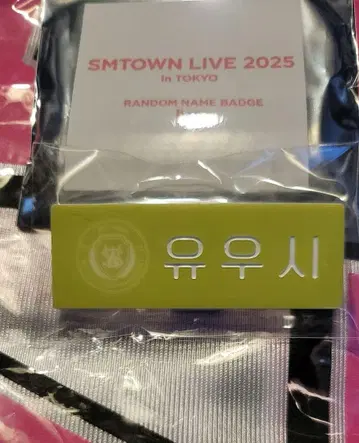 SMTOWN LIVE 2025
in TOKYO
RANDOM NAME BADGE
유우시